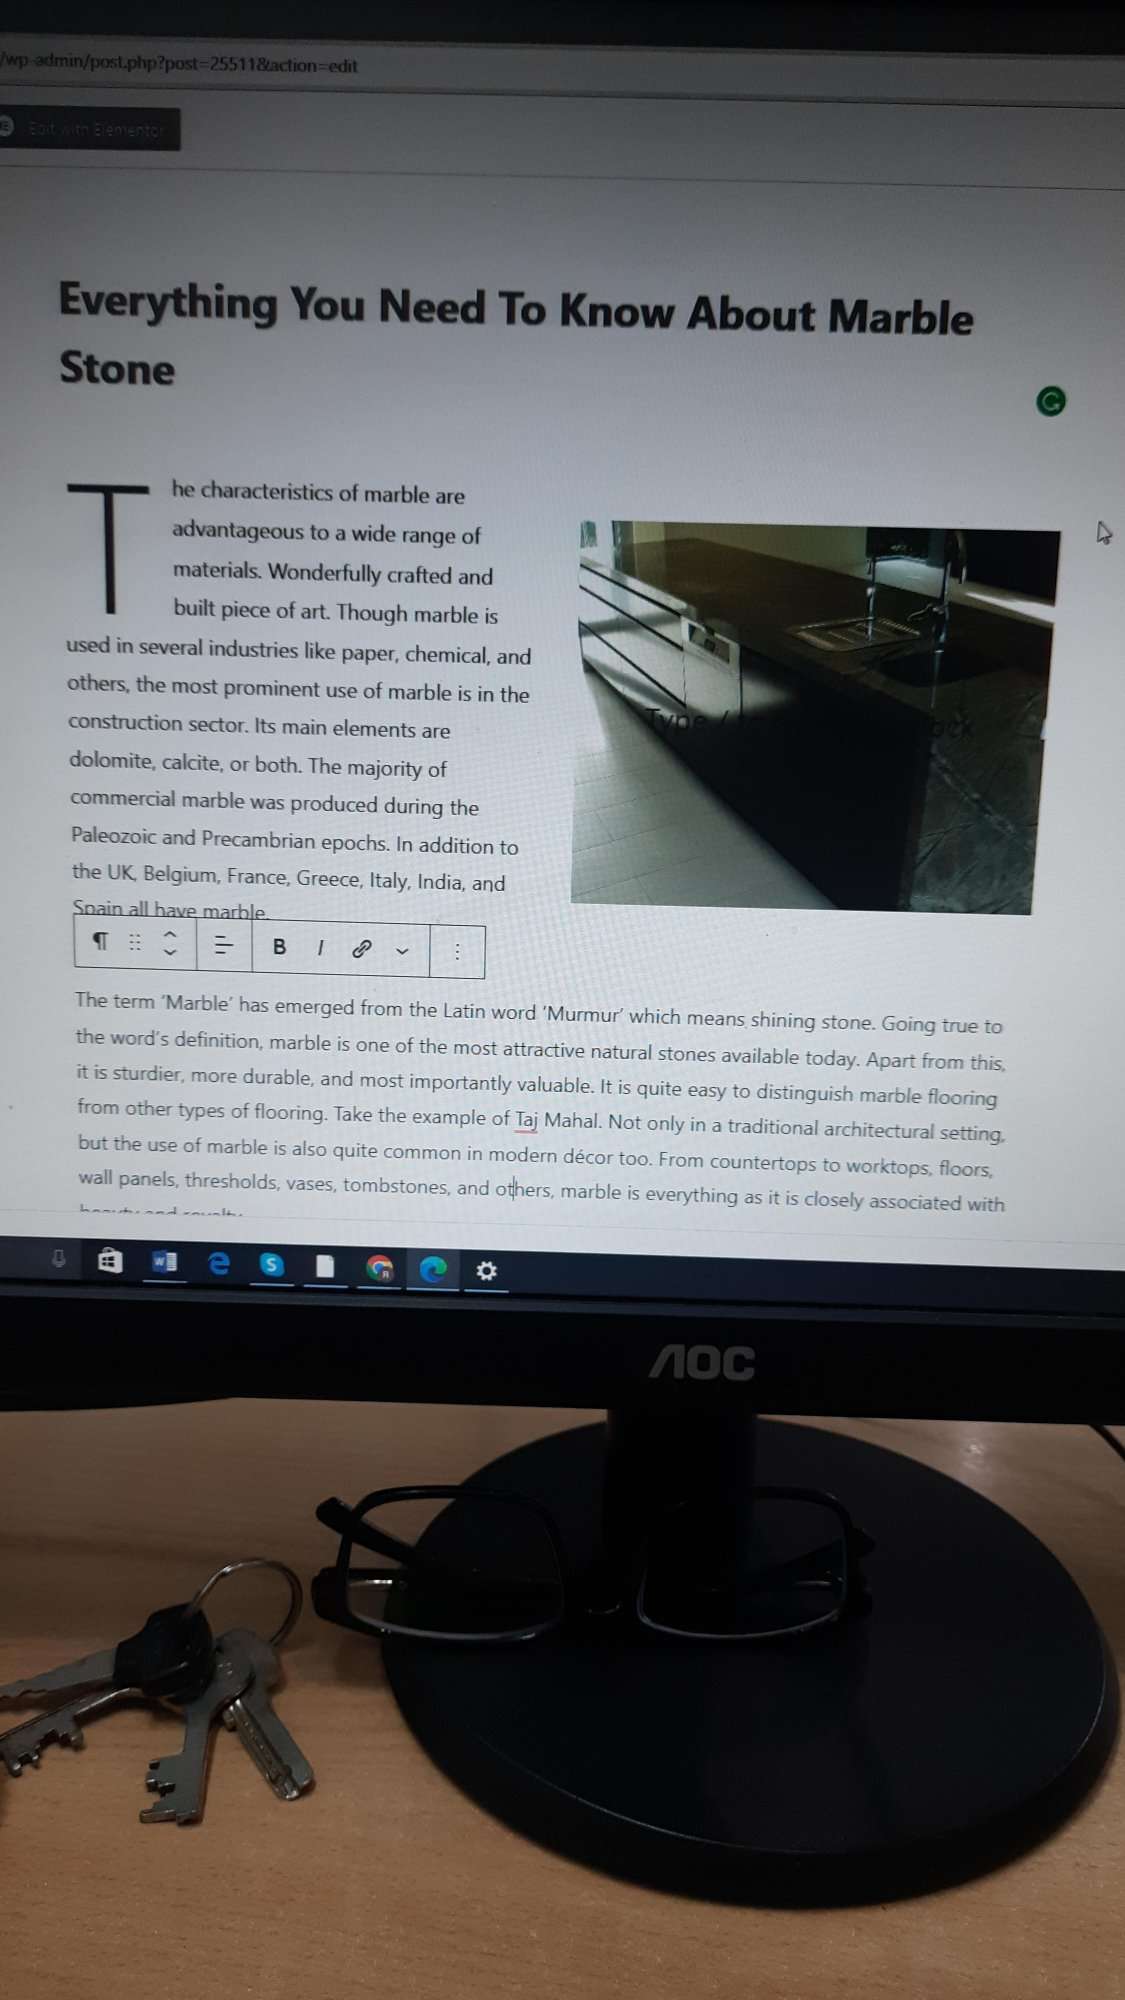 /wp-admin/post.php?post=25511&action=edit
Edit with Elementor
Everything You Need To Know About Marble
Stone
The characteristics of marble are
advantageous to a wide range of
materials. Wonderfully crafted and
built piece of art. Though marble is
used in several industries like paper, chemical, and
others, the most prominent use of marble is in the
construction sector. Its main elements are
dolomite, calcite, or both. The majority of
commercial marble was produced during the
Paleozoic and Precambrian epochs. In addition to
the UK, Belgium, France, Greece, Italy, India, and
Spain all have marble.
Type /
B I
The term ‘Marble’ has emerged from the Latin word ‘Murmur’ which means shining stone. Going true to
the word's definition, marble is one of the most attractive natural stones available today. Apart from this,
it is sturdier, more durable, and most importantly valuable. It is quite easy to distinguish marble flooring
from other types of flooring. Take the example of Taj Mahal. Not only in a traditional architectural setting,
but the use of marble is also quite common in modern décor too. From countertops to worktops, floors,
wall panels, thresholds, vases, tombstones, and others, marble is everything as it is closely associated with
beauty and royalty.
AOC